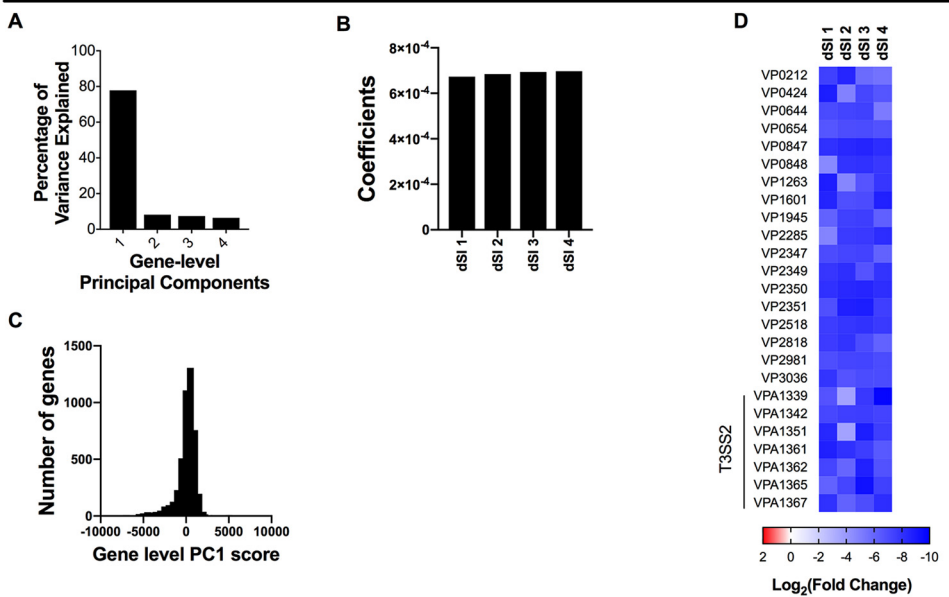 A
100
80
60
40
20
0
Percentage of
Variance Explained
1 2 3 4
Gene-level
Principal Components
B
8×10-4
6×10-4
4×10-4
2×10-4
0
Coefficients
dSI 1 dSI 2 dSI 3 dSI 4
C
1500
1000
500
0
Number of genes
-10000 -5000 0 5000 10000
Gene level PC1 score
D
dSI 1 dSI 2 dSI 3 dSI 4
VP0212
VP0424
VP0644
VP0654
VP0847
VP0848
VP1263
VP1601
VP1945
VP2285
VP2347
VP2349
VP2350
VP2351
VP2518
VP2818
VP2981
VP3036
VPA1339
VPA1342
VPA1351
VPA1361
VPA1362
VPA1365
VPA1367
T3SS2
2 0 -2 -4 -6 -8 -10
Log2(Fold Change)